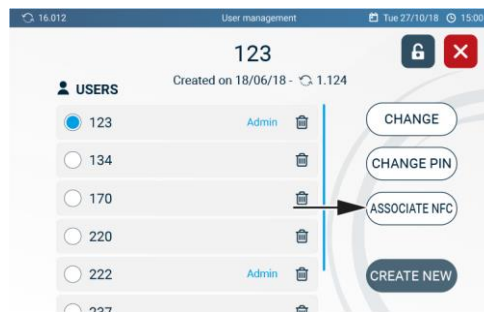 16.012 User management Tue 27/10/18 15:00
123
Created on 18/06/18 - 1.124
USERS
123 Admin
134
170
220
222 Admin
237
CHANGE
CHANGE PIN
ASSOCIATE NFC
CREATE NEW